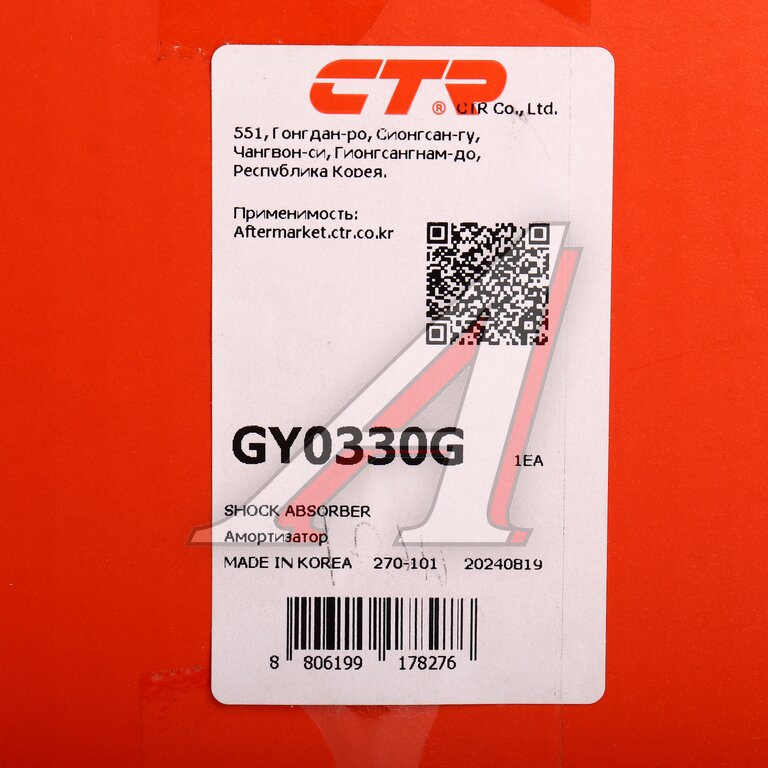 CTR
® CTR Co., Ltd.
551, Гонгдан-ро, Сионгсан-гу,
Чангвон-си, Гионгсангнам-до,
Республика Корея.
Применимость:
Aftermarket.ctr.co.kr
GY0330G 1EA
SHOCK ABSORBER
Амортизатор
MADE IN KOREA 270-101 20240819
8 806199 178276